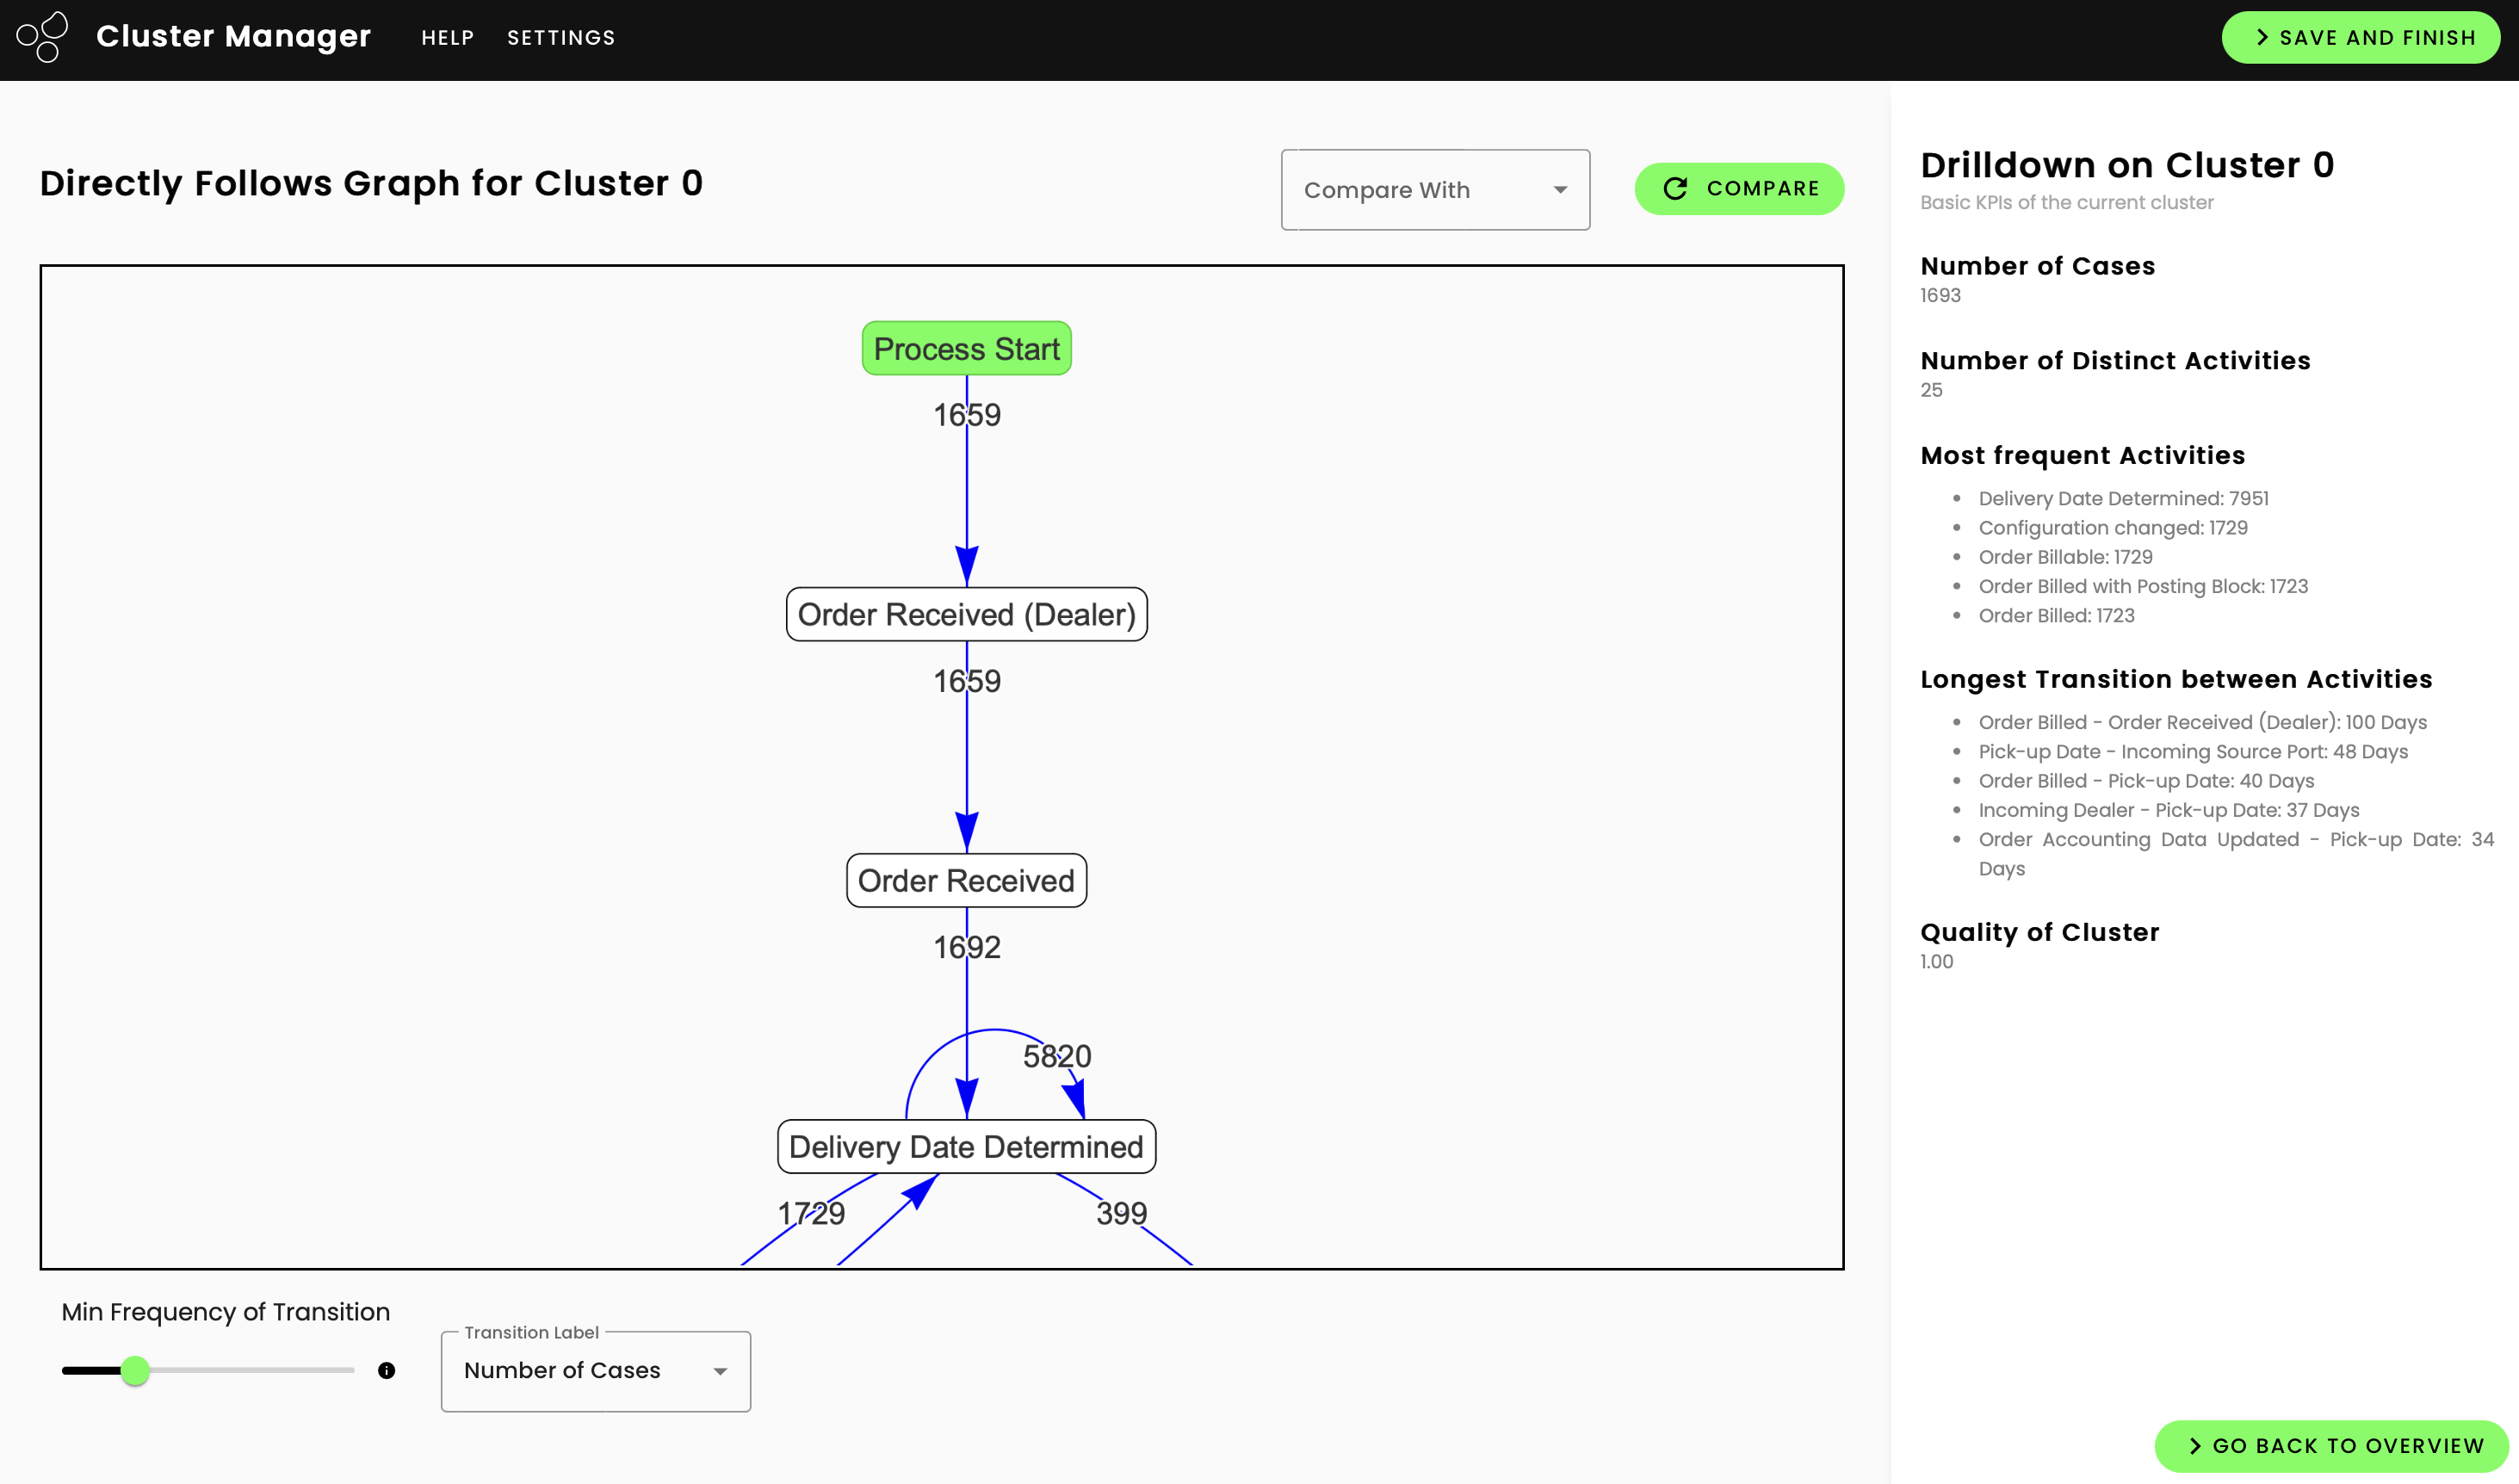 Cluster Manager
HELP
SETTINGS
SAVE AND FINISH
Directly Follows Graph for Cluster 0
Compare With
COMPARE
Process Start
1659
Order Received (Dealer)
1659
Order Received
1692
5820
Delivery Date Determined
1729
399
Min Frequency of Transition
Transition Label
Number of Cases
Drilldown on Cluster 0
Basic KPIs of the current cluster
Number of Cases
1693
Number of Distinct Activities
25
Most frequent Activities
Delivery Date Determined: 7951
Configuration changed: 1729
Order Billable: 1729
Order Billed with Posting Block: 1723
Order Billed: 1723
Longest Transition between Activities
Order Billed - Order Received (Dealer): 100 Days
Pick-up Date - Incoming Source Port: 48 Days
Order Billed - Pick-up Date: 40 Days
Incoming Dealer - Pick-up Date: 37 Days
Order Accounting Data Updated - Pick-up Date: 34
Days
Quality of Cluster
1.00
GO BACK TO OVERVIEW